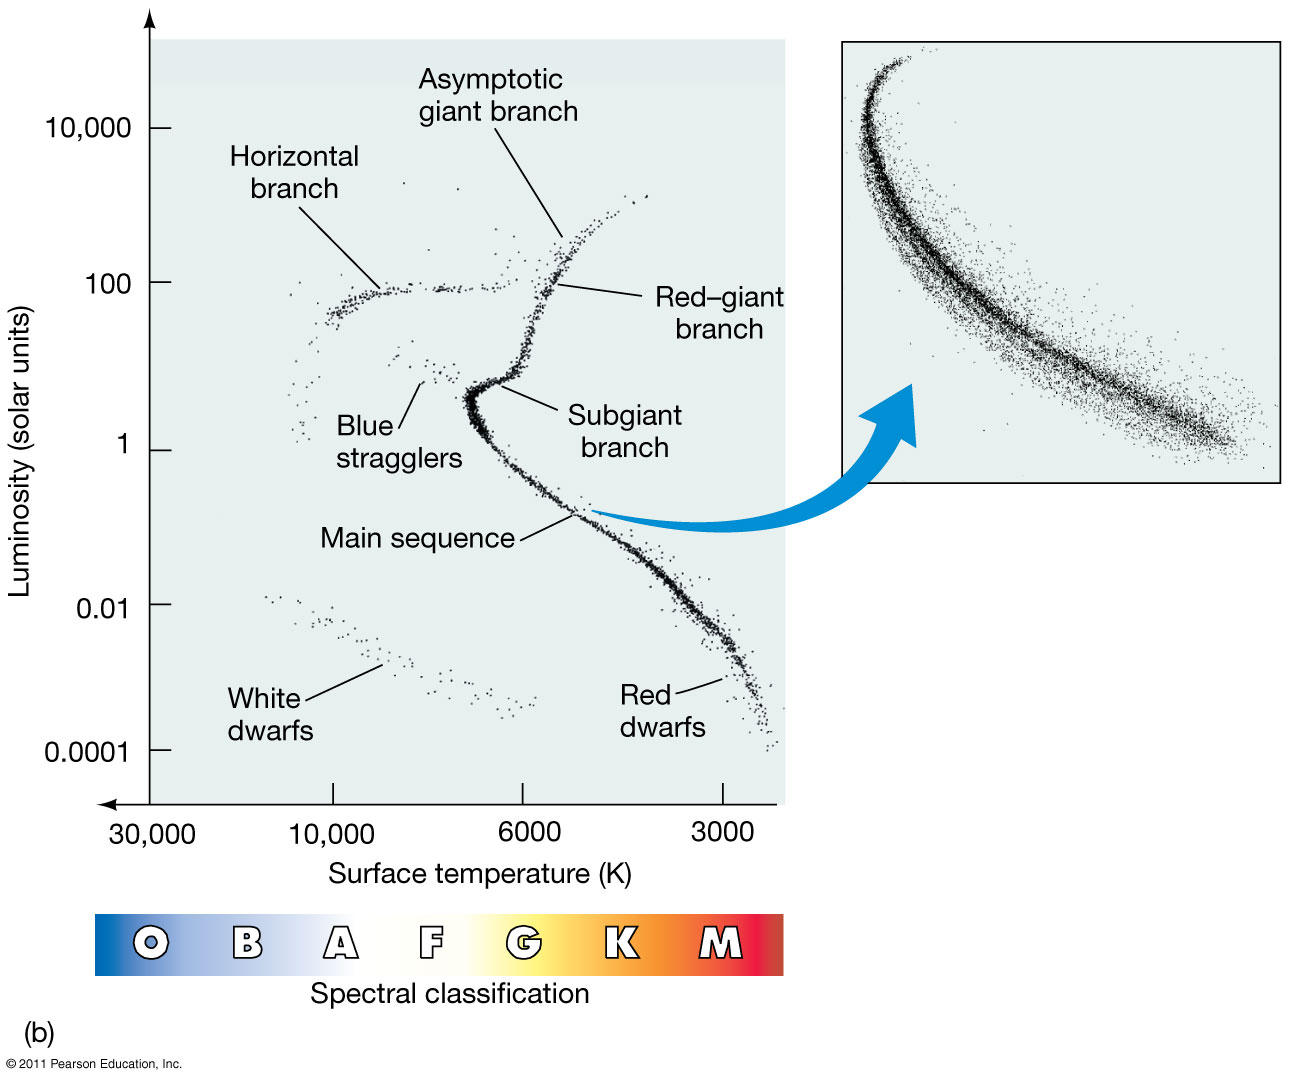 Asymptotic
giant branch
Horizontal
branch
Red–giant
branch
Subgiant
branch
Blue
stragglers
Main sequence
White
dwarfs
Red
dwarfs
Luminosity (solar units)
10,000
100
1
0.01
0.0001
30,000
10,000
6000
3000
Surface temperature (K)
O B A F G K M
Spectral classification
(b)
© 2011 Pearson Education, Inc.